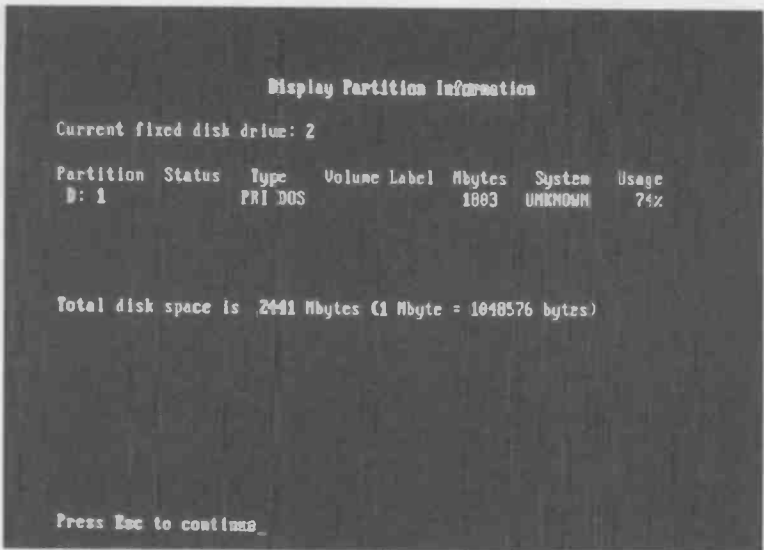 Display Partition Information
Current fixed disk drive: 2
Partition Status Type Volume Label Mbytes System Usage
D: 1 PRI DOS 1803 UNKNOWN 74%
Total disk space is 2441 Mbytes (1 Mbyte = 1048576 bytes)
Press Esc to continue_